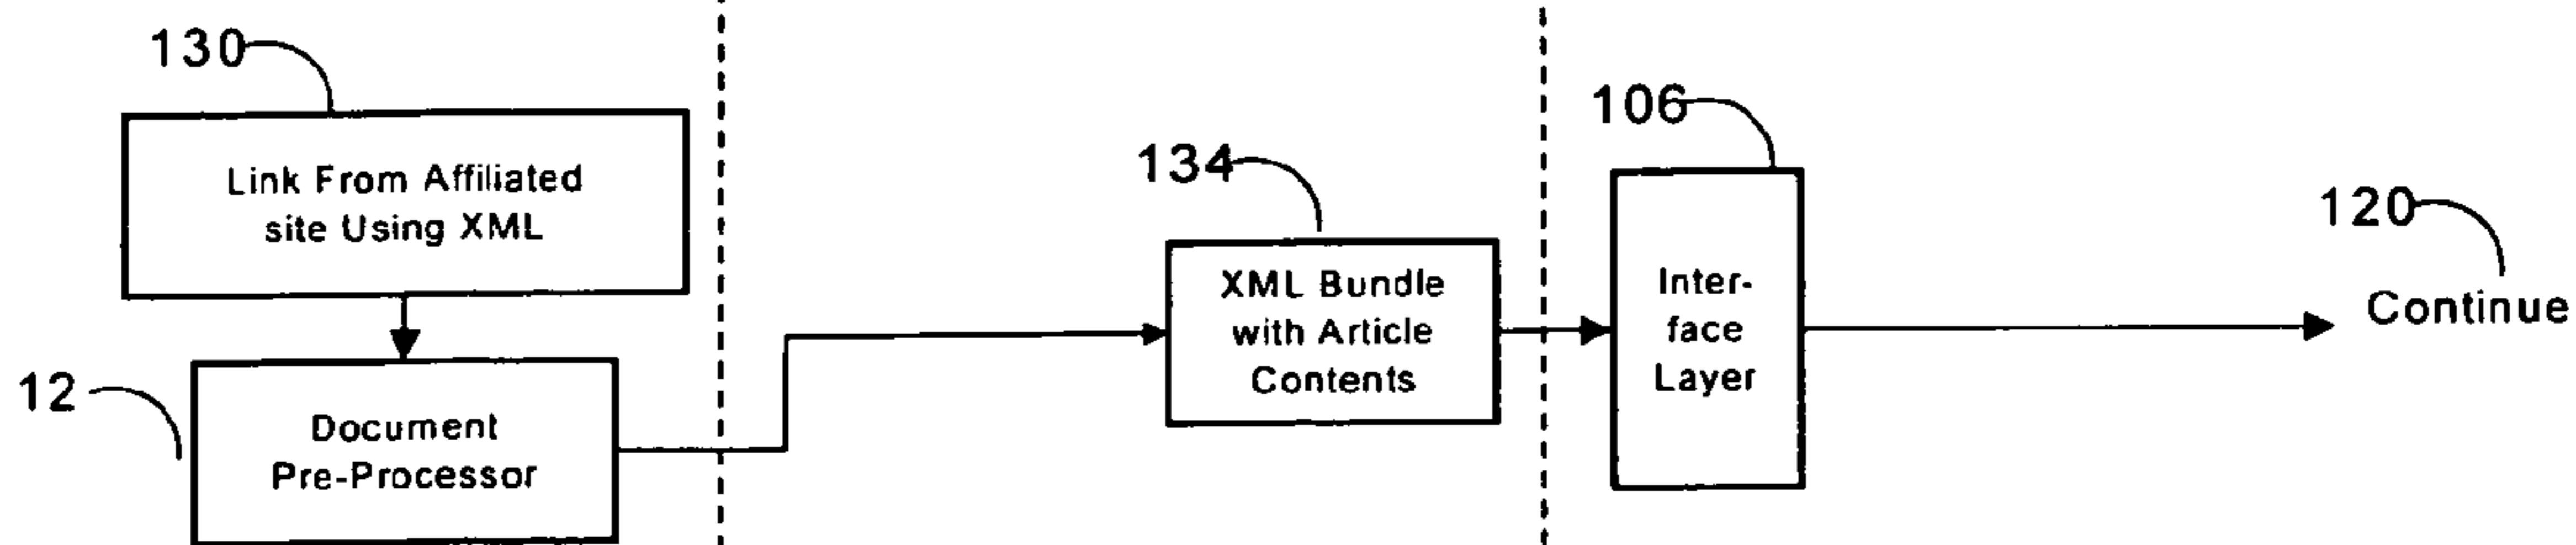 130
Link From Affiliated
site Using XML
12
Document
Pre-Processor
134
XML Bundle
with Article
Contents
106
Inter-
face
Layer
120
Continue